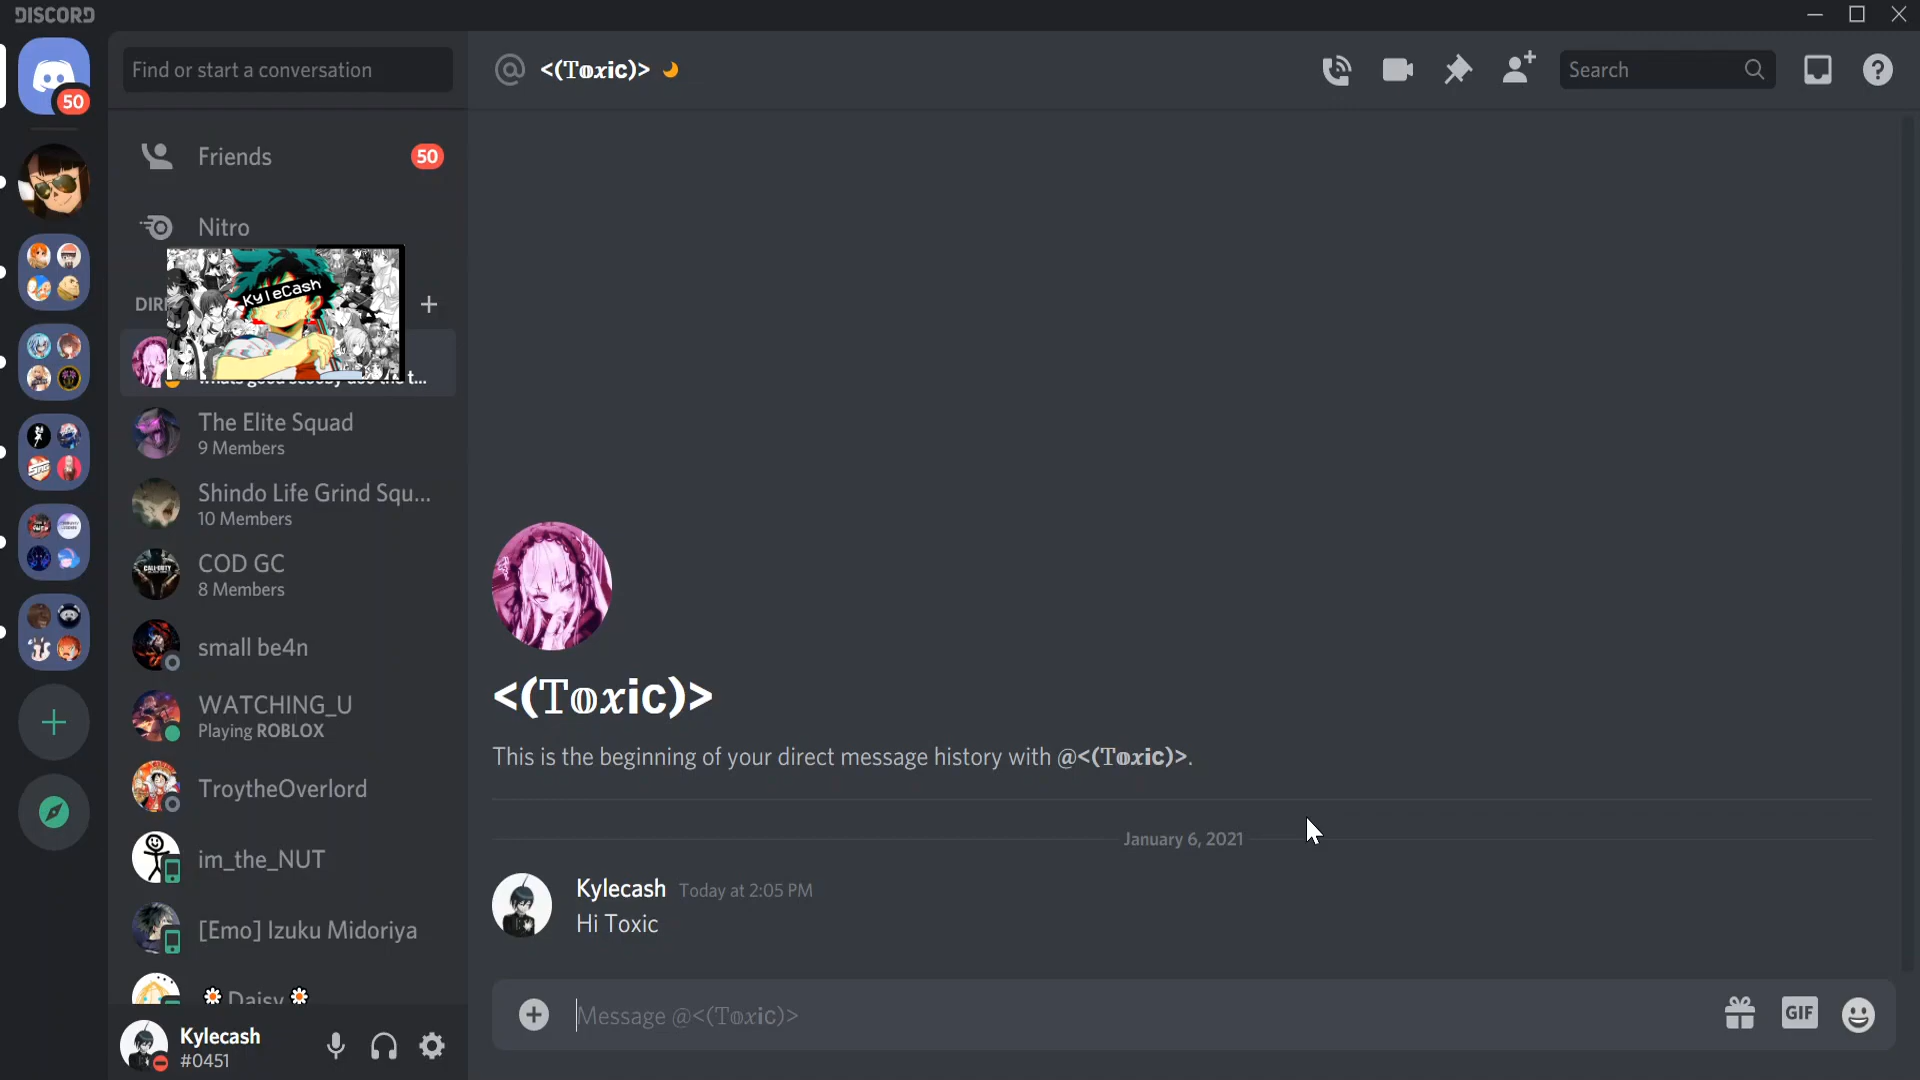 DISCORD
50
Find or start a conversation
<(Toxic)>
Search
Friends
50
Nitro
KyleCash
The Elite Squad
9 Members
Shindo Life Grind Squ...
10 Members
COD GC
8 Members
small be4n
WATCHING_U
Playing ROBLOX
TroytheOverlord
im_the_NUT
[Emo] Izuku Midoriya
Daisy
Kylecash
#0451
<(Toxic)>
This is the beginning of your direct message history with @<(Toxic)>.
January 6, 2021
Kylecash Today at 2:05 PM
Hi Toxic
Message @<(Toxic)>
GIF